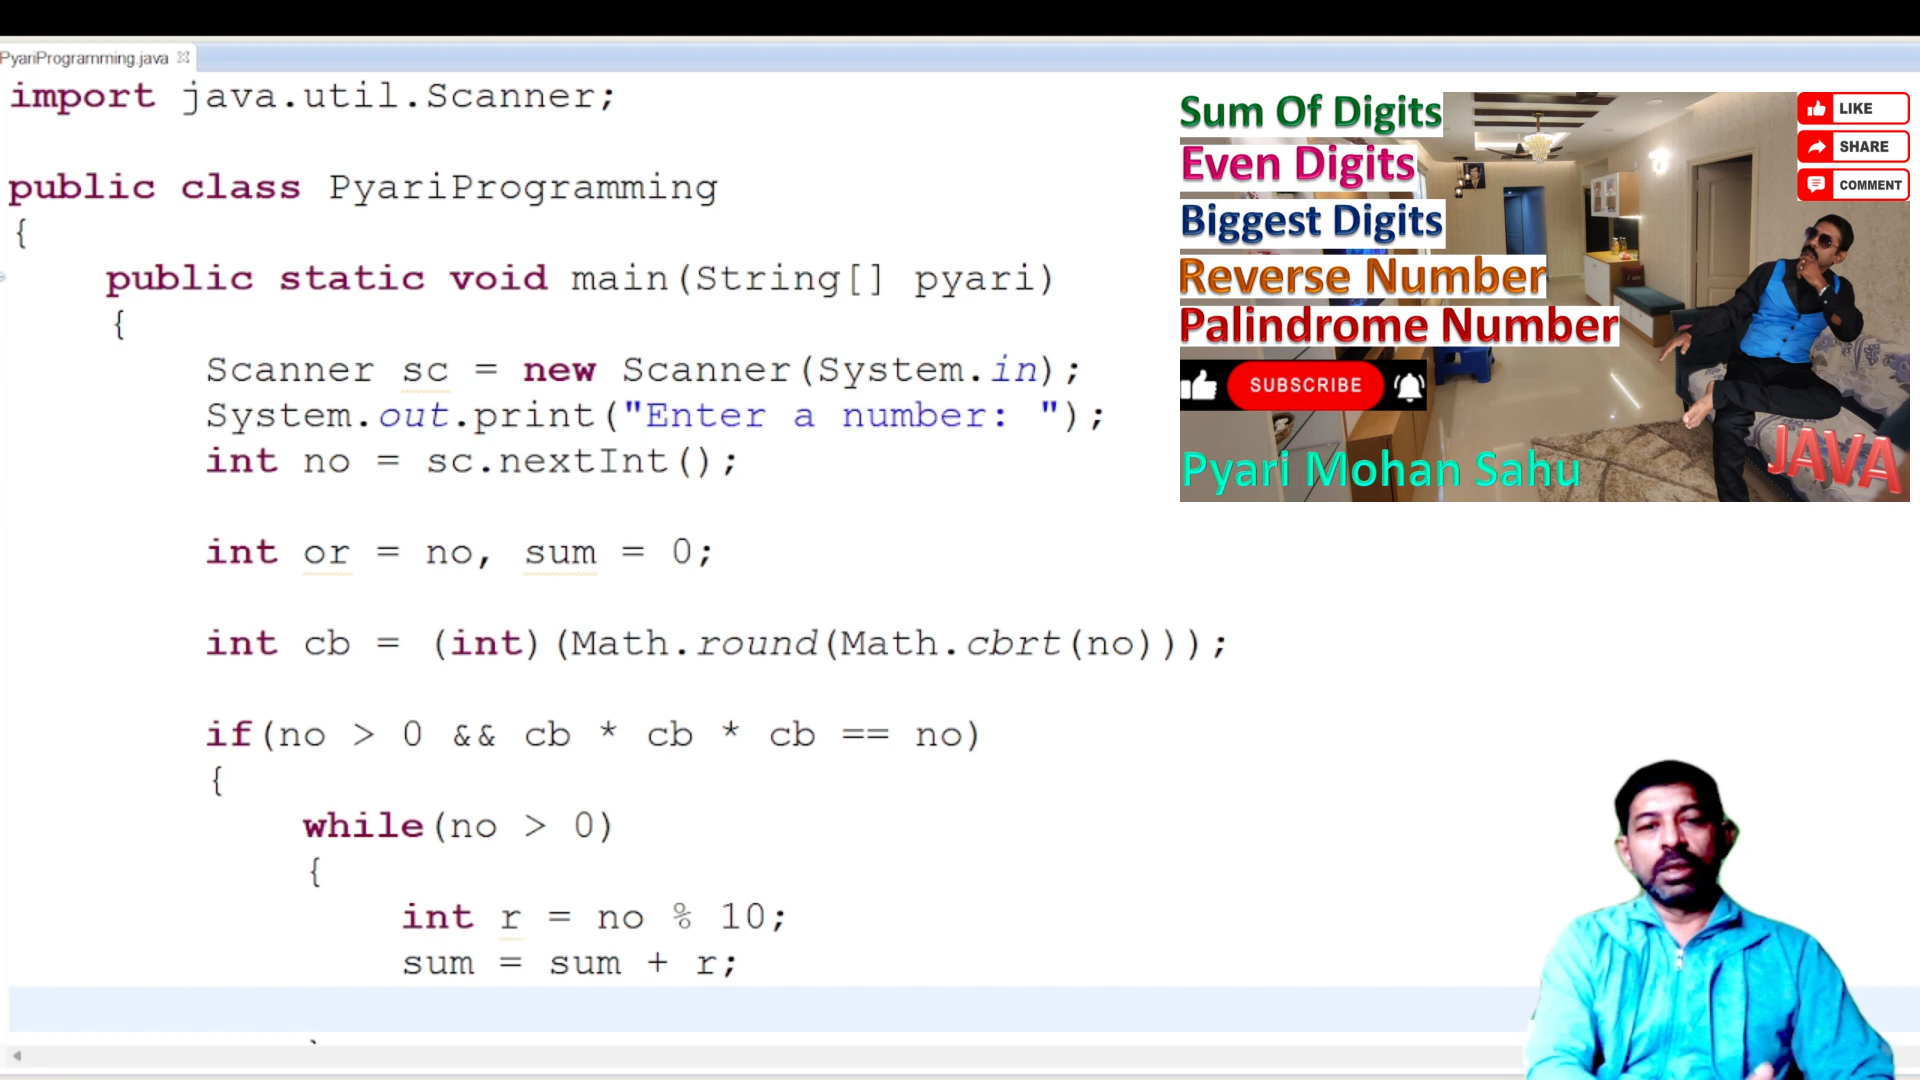 PyariProgramming.java
import java.util.Scanner;
public class PyariProgramming
{
public static void main(String[] pyari)
{
Scanner sc = new Scanner(System.in);
System.out.print("Enter a number: ");
int no = sc.nextInt();
int or = no, sum = 0;
int cb = (int)(Math.round(Math.cbrt(no)));
if(no > 0 && cb * cb * cb == no)
{
while(no > 0)
{
int r = no % 10;
sum = sum + r;
Sum Of Digits
Even Digits
Biggest Digits
Reverse Number
Palindrome Number
SUBSCRIBE
Pyari Mohan Sahu
JAVA
LIKE
SHARE
COMMENT